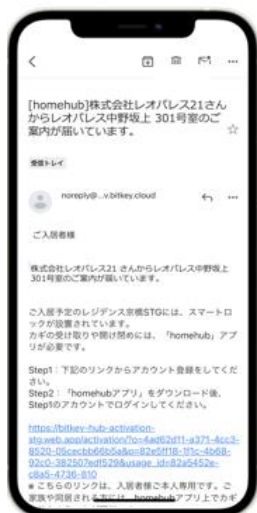 [homehub]株式会社レオパレス21さん
からレオパレス中野坂上 301号室のご
案内が届いています。
受信トレイ
noreply@...v.bitkey.cloud
ご入居者様
株式会社レオパレス21 さんからレオパレス中野坂上
301号室のご案内が届いています。
ご入居予定のレジデンス京橋STGには、スマートロ
ックが設置されています。
カギの受け取りや開け閉めには、「homehub」アプ
リが必要です。
Step1：下記のリンクからアカウント登録をしてくだ
さい。
Step2：「homehubアプリ」をダウンロード後、
Step1のアカウントでログインしてください。
https://bitkey-hub-activation-
stg.web.app/activation/?o=4ad62d11-a371-4cc3-
8520-05cecbb66b5a&p=82e5ff18-1f1c-4b68-
92c0-382507edf529&usage_id=82a5452e-
c8a5-4736-810
※こちらのリンクは、入居者様ご本人専用です。ご
家族や同居される方には、homehubアプリ上でカギ